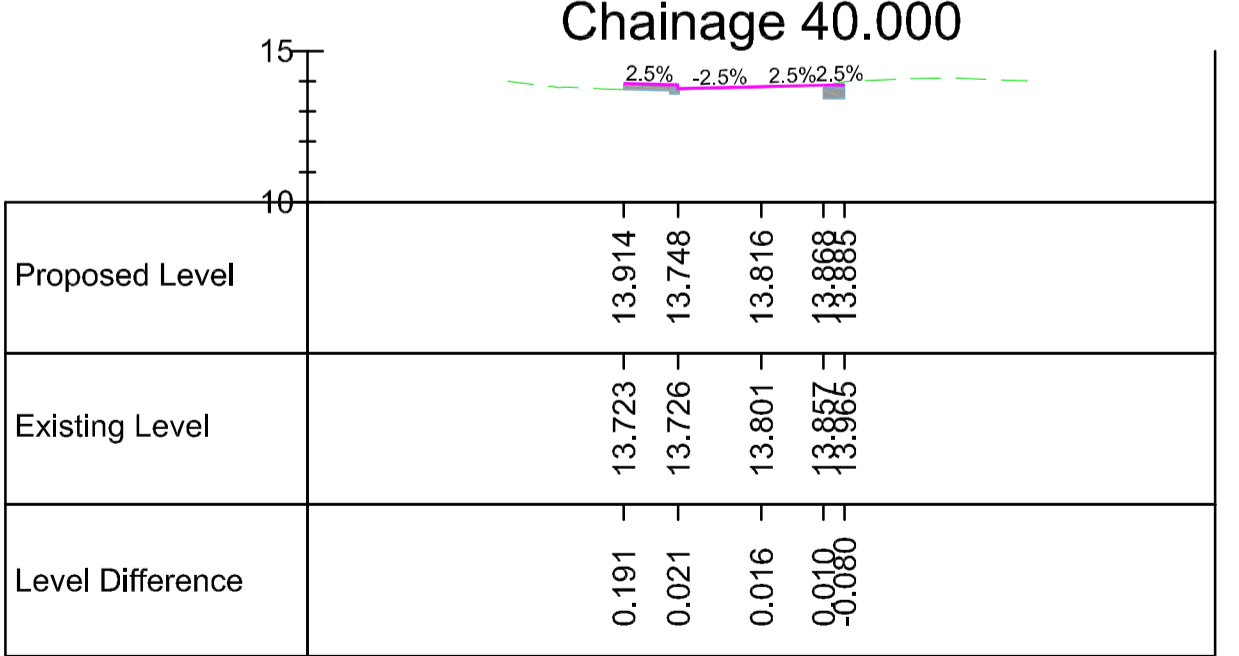 Chainage 40.000
15
2.5% -2.5% 2.5% 2.5%
10
Proposed Level 13.914 13.748 13.816 13.868 13.885
Existing Level 13.723 13.726 13.801 13.857 13.965
Level Difference 0.191 0.021 0.016 0.010 -0.080